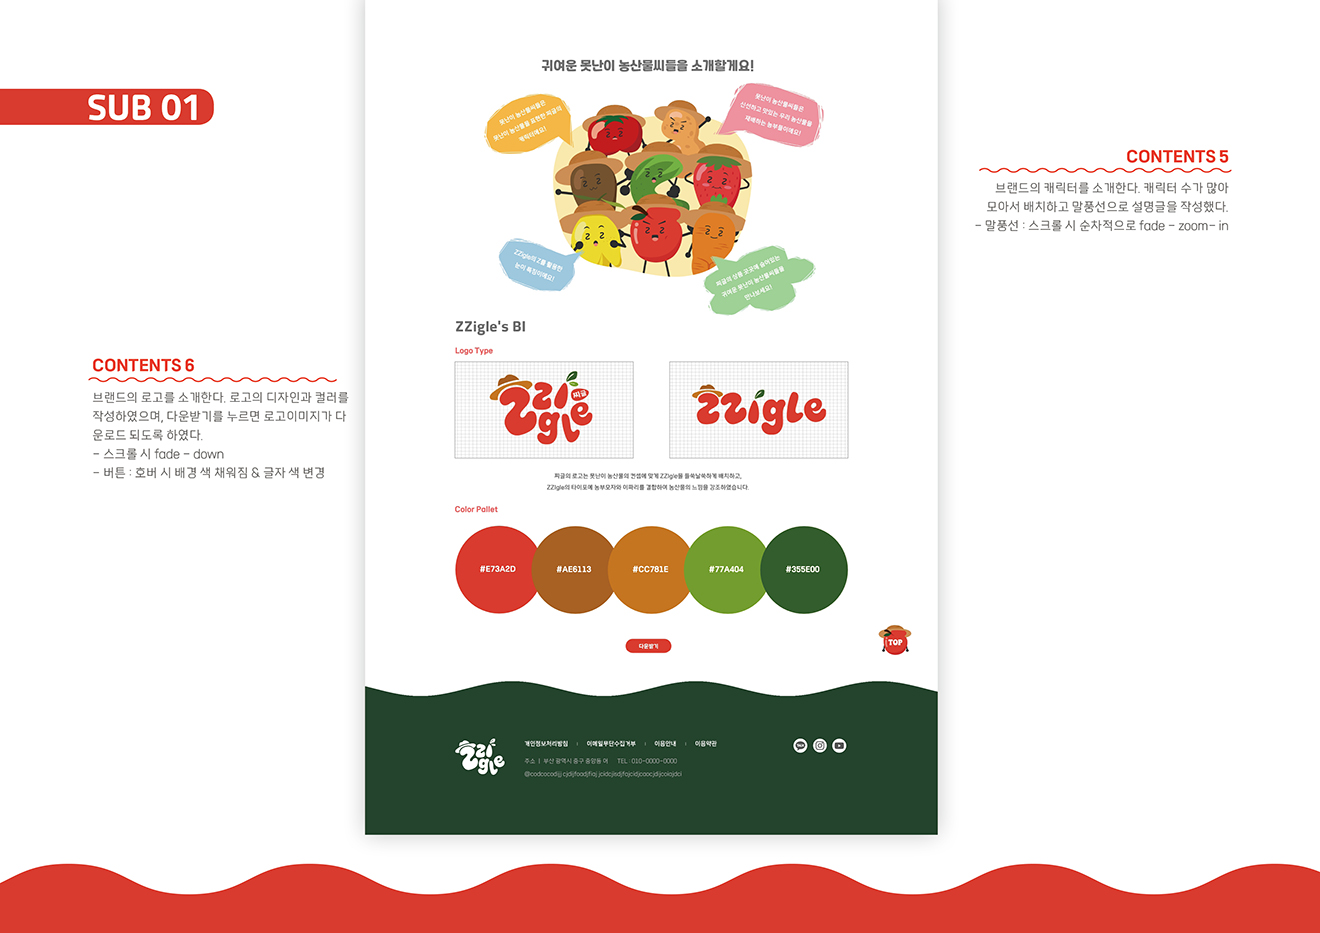 SUB 01
귀여운 못난이 농산물씨들을 소개할게요!
못난이 농산물씨들은
못난이 농산물을 표현한 찌글의
캐릭터예요!
못난이 농산물씨들은
신선하고 맛있는 우리 농산물을
재배하는 농부들이예요!
ZZigle의 Z를 활용한
눈이 특징이예요!
찌글의 상품 곳곳에 숨어있는
귀여운 못난이 농산물씨들을
만나보세요!
CONTENTS 5
브랜드의 캐릭터를 소개한다. 캐릭터 수가 많아
모아서 배치하고 말풍선으로 설명글을 작성했다.
- 말풍선 : 스크롤 시 순차적으로 fade - zoom- in
CONTENTS 6
브랜드의 로고를 소개한다. 로고의 디자인과 컬러를
작성하였으며, 다운받기를 누르면 로고이미지가 다
운로드 되도록 하였다.
- 스크롤 시 fade - down
- 버튼 : 호버 시 배경 색 채워짐 & 글자 색 변경
ZZigle's BI
Logo Type
ZZigle 찌글
ZZigle
찌글의 로고는 못난이 농산물의 컨셉에 맞게 ZZigle을 들쑥날쑥하게 배치하고,
ZZigle의 타이포에 농부모자와 이파리를 결합하여 농산물의 느낌을 강조하였습니다.
Color Pallet
#E73A2D #AE6113 #CC781E #77A404 #355E00
다운받기
TOP
ZZigle
개인정보처리방침 | 이메일무단수집거부 | 이용안내 | 이용약관
주소 | 부산 광역시 중구 중앙동 여 TEL : 010-0000-0000